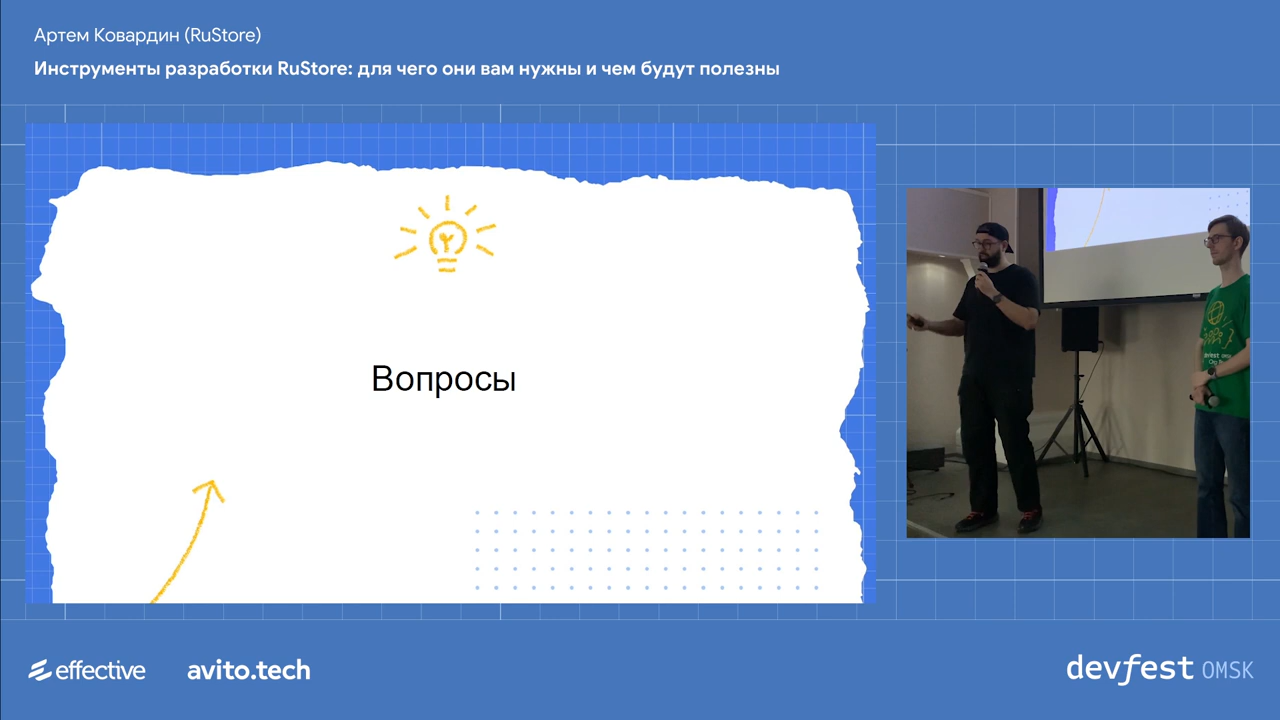 Артем Ковардин (RuStore)
Инструменты разработки RuStore: для чего они вам нужны и чем будут полезны
Вопросы
effective
avito.tech
devfest OMSK